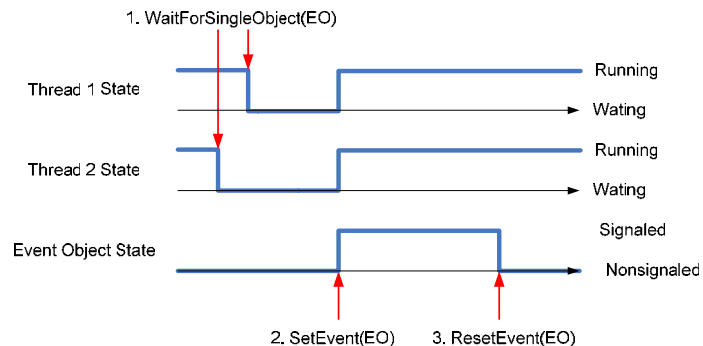 1. WaitForSingleObject(EO)
Thread 1 State
Running
Wating
Thread 2 State
Running
Wating
Event Object State
Signaled
Nonsignaled
2. SetEvent(EO)
3. ResetEvent(EO)